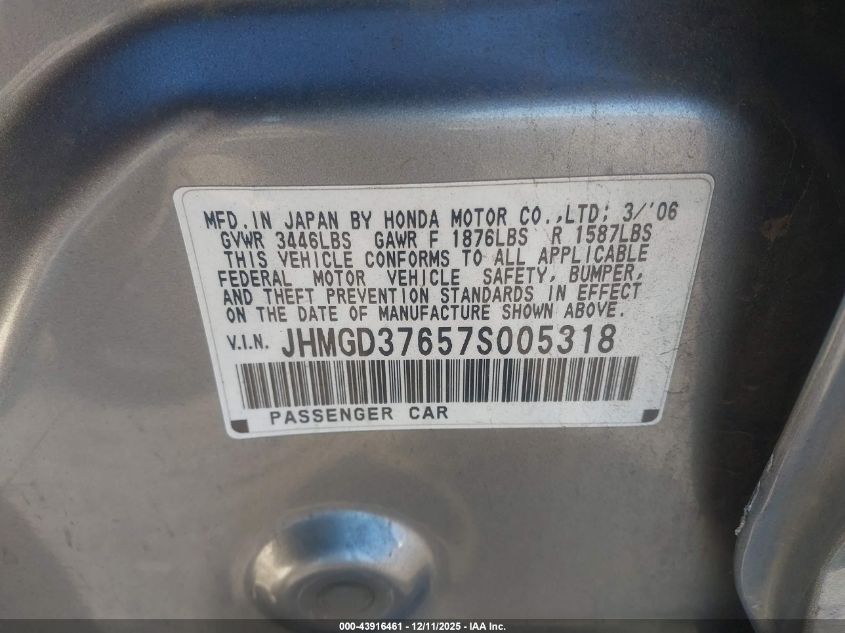 MFD. IN JAPAN BY HONDA MOTOR CO.,LTD; 3/'06
GVWR 3446LBS GAWR F 1876LBS R 1587LBS
THIS VEHICLE CONFORMS TO ALL APPLICABLE
FEDERAL MOTOR VEHICLE SAFETY, BUMPER,
AND THEFT PREVENTION STANDARDS IN EFFECT
ON THE DATE OF MANUFACTURE SHOWN ABOVE.
V.I.N. JHMGD37657S005318
PASSENGER CAR
000-43916461 - 12/11/2025 - IAA Inc.